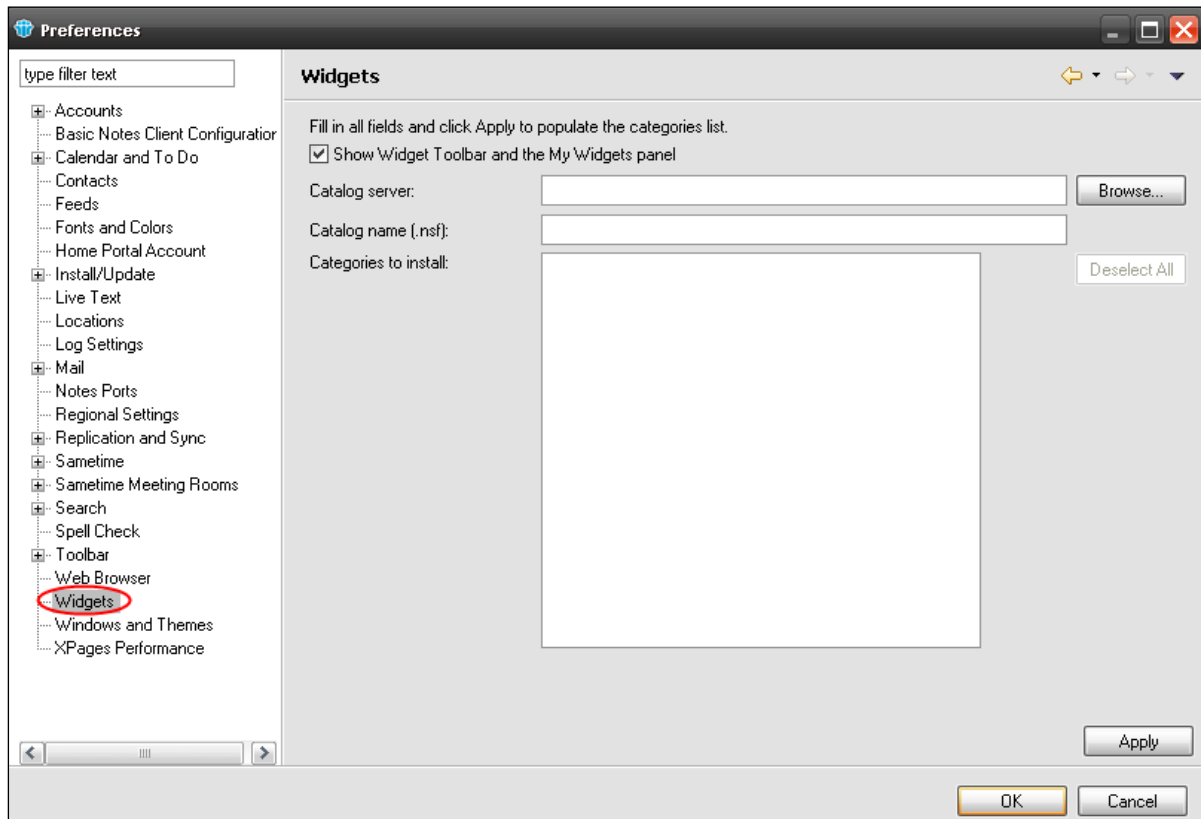 Preferences
type filter text
Accounts
Basic Notes Client Configuration
Calendar and To Do
Contacts
Feeds
Fonts and Colors
Home Portal Account
Install/Update
Live Text
Locations
Log Settings
Mail
Notes Ports
Regional Settings
Replication and Sync
Sametime
Sametime Meeting Rooms
Search
Spell Check
Toolbar
Web Browser
Widgets
Windows and Themes
XPages Performance
Widgets
Fill in all fields and click Apply to populate the categories list.
Show Widget Toolbar and the My Widgets panel
Catalog server:
Browse...
Catalog name (.nsf):
Categories to install:
Deselect All
Apply
OK
Cancel